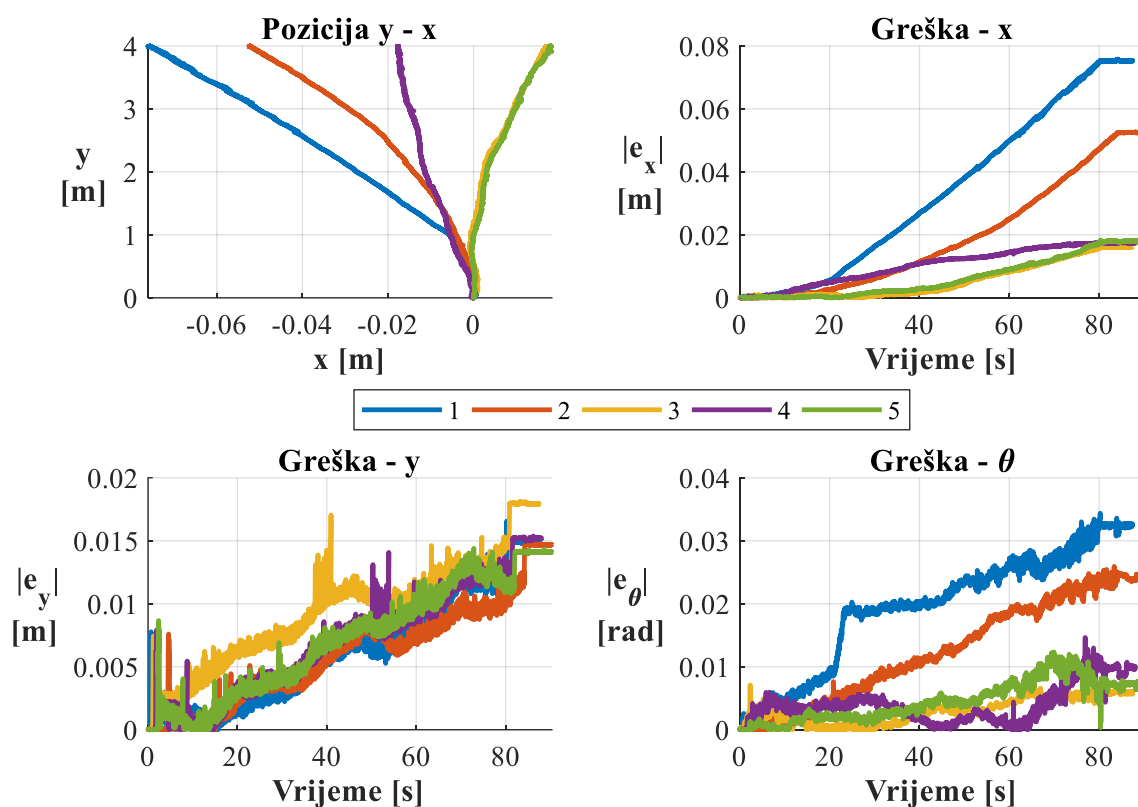 Pozicija y - x
4
3
2
1
0
y
[m]
-0.06
-0.04
-0.02
0
x [m]
Greška - x
0.08
0.06
0.04
0.02
0
|e_x|
[m]
0
20
40
60
80
Vrijeme [s]
1
2
3
4
5
Greška - y
0.02
0.015
0.01
0.005
0
|e_y|
[m]
0
20
40
60
80
Vrijeme [s]
Greška - θ
0.04
0.03
0.02
0.01
0
|e_θ|
[rad]
0
20
40
60
80
Vrijeme [s]